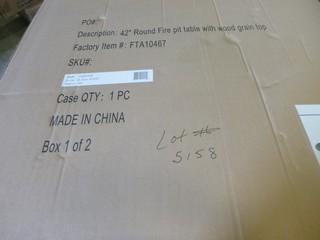 PO#:
Description: 42" Round Fire pit table with wood grain top
Factory Item #: FTA10467
SKU#:
Case QTY: 1 PC
MADE IN CHINA
Box 1 of 2
Lot #
5158